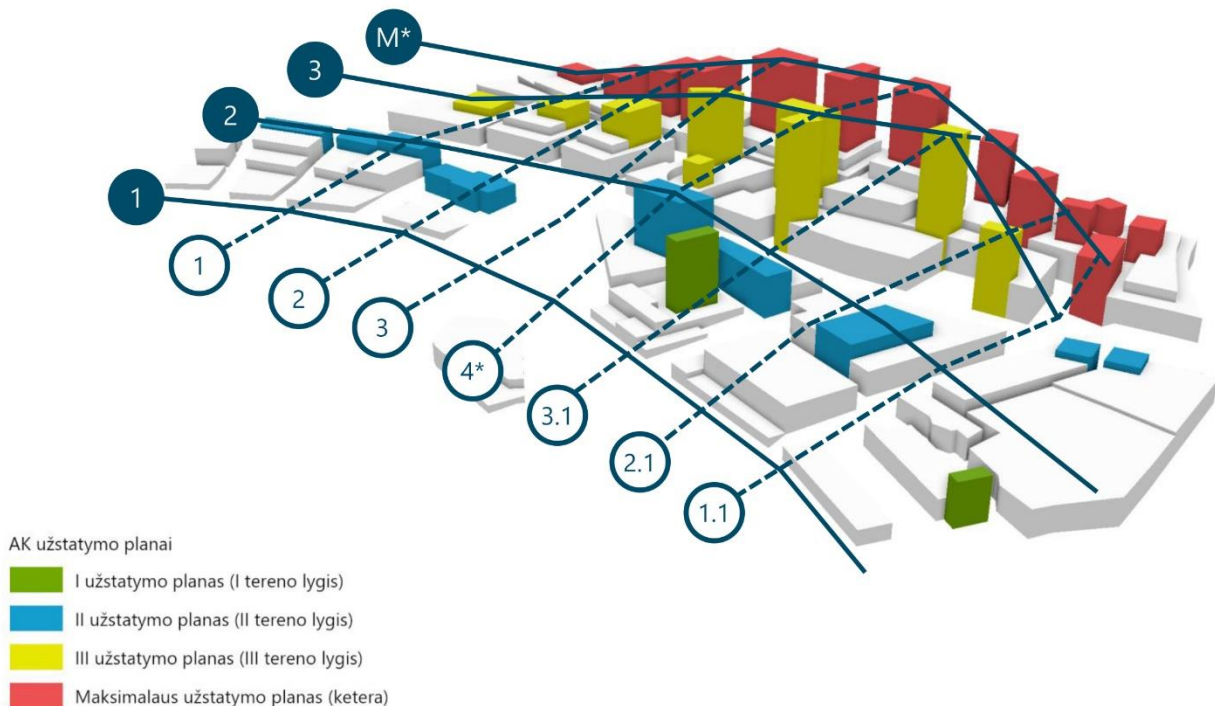 M*
3
2
1
1
2
3
4*
3.1
2.1
1.1
AK užstatymo planai
I užstatymo planas (I tereno lygis)
II užstatymo planas (II tereno lygis)
III užstatymo planas (III tereno lygis)
Maksimalaus užstatymo planas (ketera)